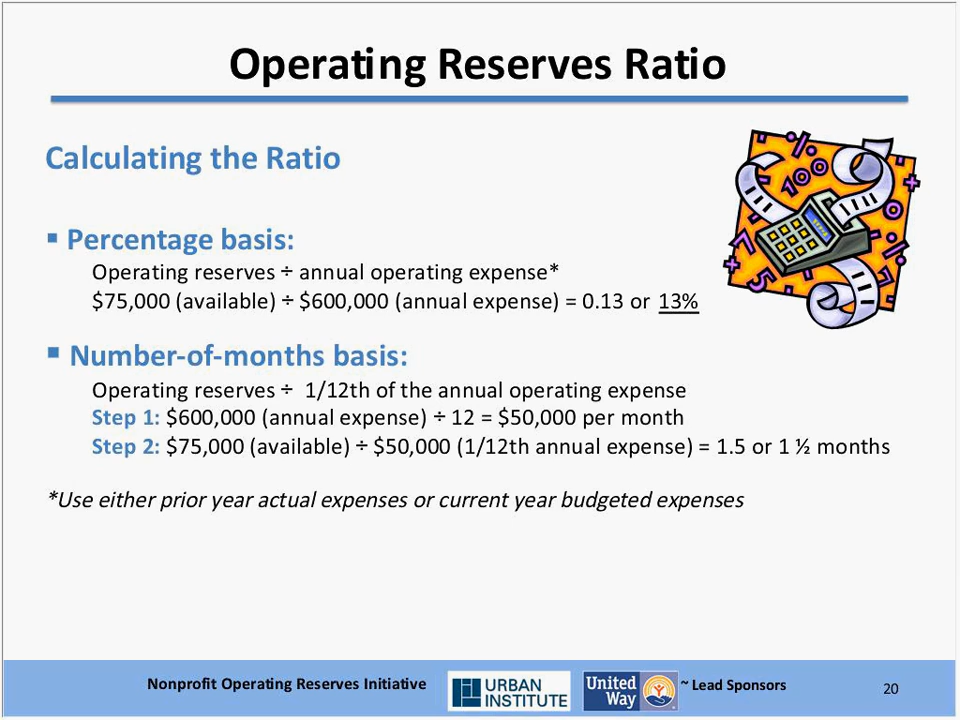 Operating Reserves Ratio
Calculating the Ratio
▪ Percentage basis:
Operating reserves ÷ annual operating expense*
$75,000 (available) ÷ $600,000 (annual expense) = 0.13 or 13%
▪ Number-of-months basis:
Operating reserves ÷ 1/12th of the annual operating expense
Step 1: $600,000 (annual expense) ÷ 12 = $50,000 per month
Step 2: $75,000 (available) ÷ $50,000 (1/12th annual expense) = 1.5 or 1 ½ months
*Use either prior year actual expenses or current year budgeted expenses
Nonprofit Operating Reserves Initiative
URBAN
INSTITUTE
United
Way
~ Lead Sponsors
20